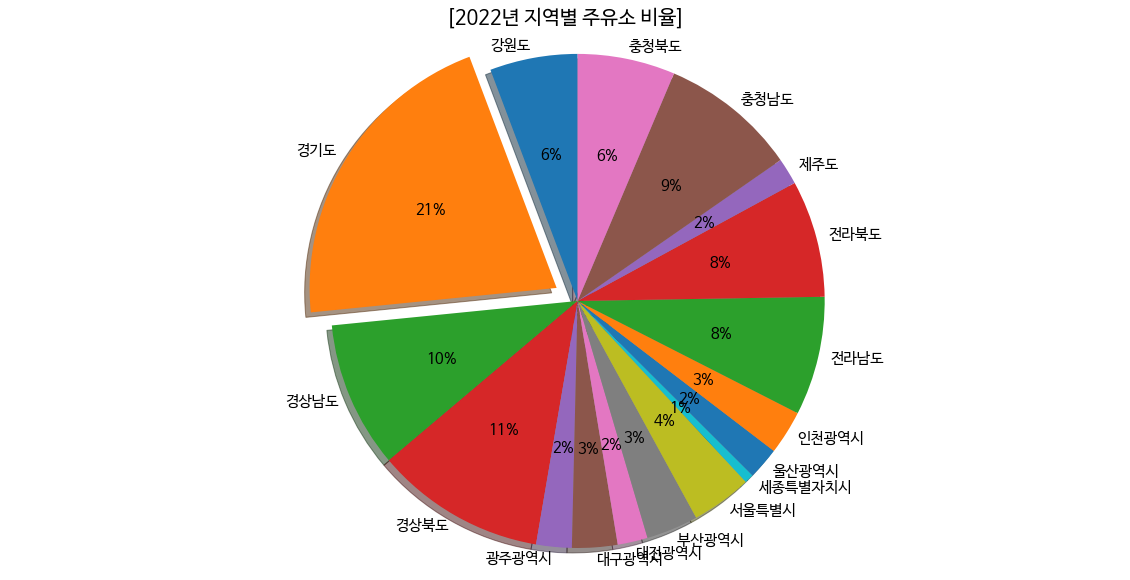 [2022년 지역별 주유소 비율]
강원도
6%
경기도
21%
경상남도
10%
경상북도
11%
광주광역시
2%
대구광역시
3%
대전광역시
2%
부산광역시
3%
서울특별시
4%
세종특별자치시
1%
울산광역시
2%
인천광역시
3%
전라남도
8%
전라북도
8%
제주도
2%
충청남도
9%
충청북도
6%